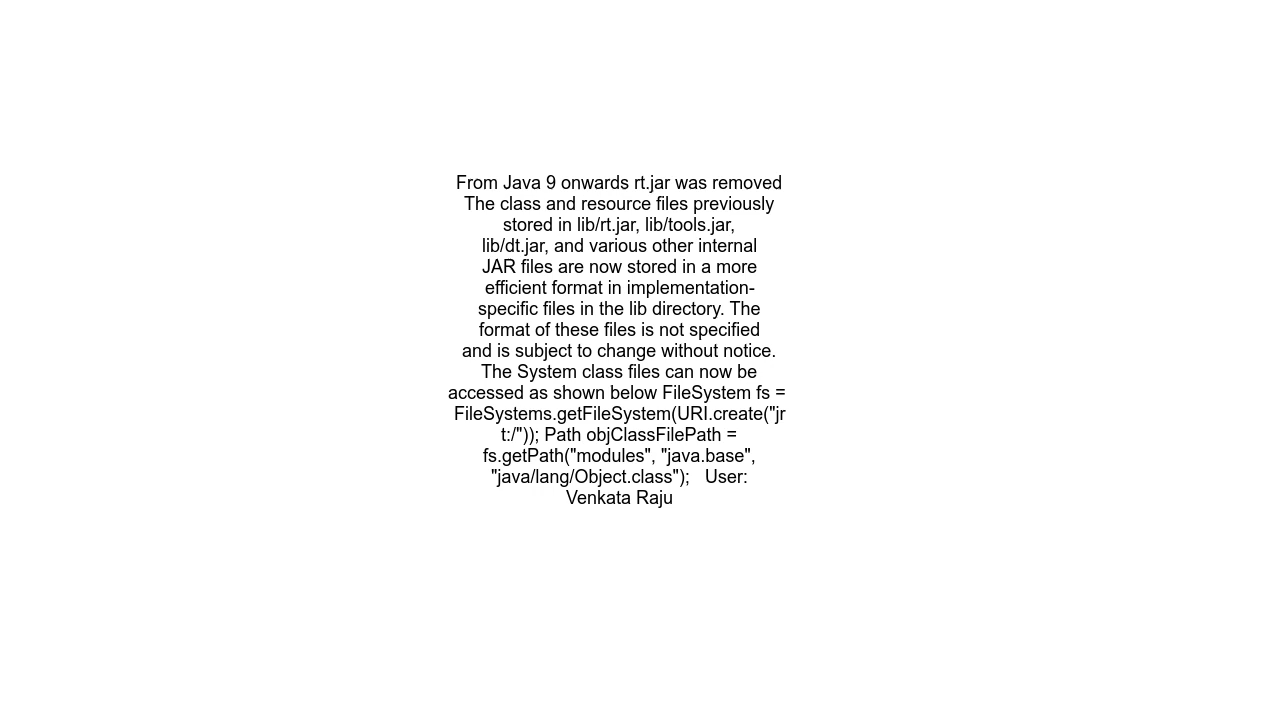 From Java 9 onwards rt.jar was removed
The class and resource files previously
stored in lib/rt.jar, lib/tools.jar,
lib/dt.jar, and various other internal
JAR files are now stored in a more
efficient format in implementation-
specific files in the lib directory. The
format of these files is not specified
and is subject to change without notice.
The System class files can now be
accessed as shown below FileSystem fs =
FileSystems.getFileSystem(URI.create("jr
t:/")); Path objClassFilePath =
fs.getPath("modules", "java.base",
"java/lang/Object.class");   User:
Venkata Raju